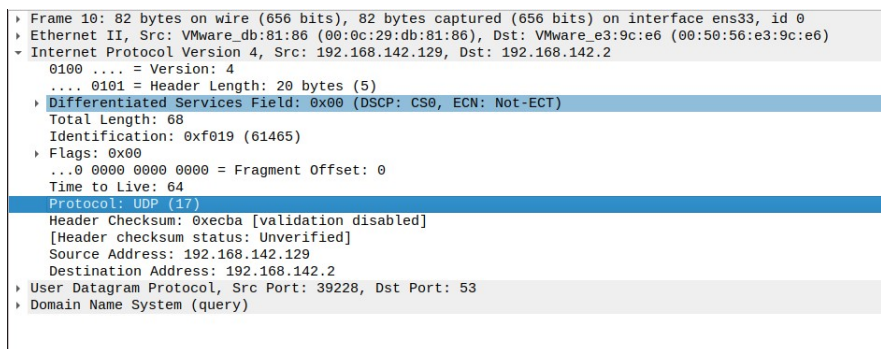 Frame 10: 82 bytes on wire (656 bits), 82 bytes captured (656 bits) on interface ens33, id 0
Ethernet II, Src: VMware_db:81:86 (00:0c:29:db:81:86), Dst: VMware_e3:9c:e6 (00:50:56:e3:9c:e6)
Internet Protocol Version 4, Src: 192.168.142.129, Dst: 192.168.142.2
0100 .... = Version: 4
.... 0101 = Header Length: 20 bytes (5)
Differentiated Services Field: 0x00 (DSCP: CS0, ECN: Not-ECT)
Total Length: 68
Identification: 0xf019 (61465)
Flags: 0x00
...0 0000 0000 0000 = Fragment Offset: 0
Time to Live: 64
Protocol: UDP (17)
Header Checksum: 0xecba [validation disabled]
[Header checksum status: Unverified]
Source Address: 192.168.142.129
Destination Address: 192.168.142.2
User Datagram Protocol, Src Port: 39228, Dst Port: 53
Domain Name System (query)